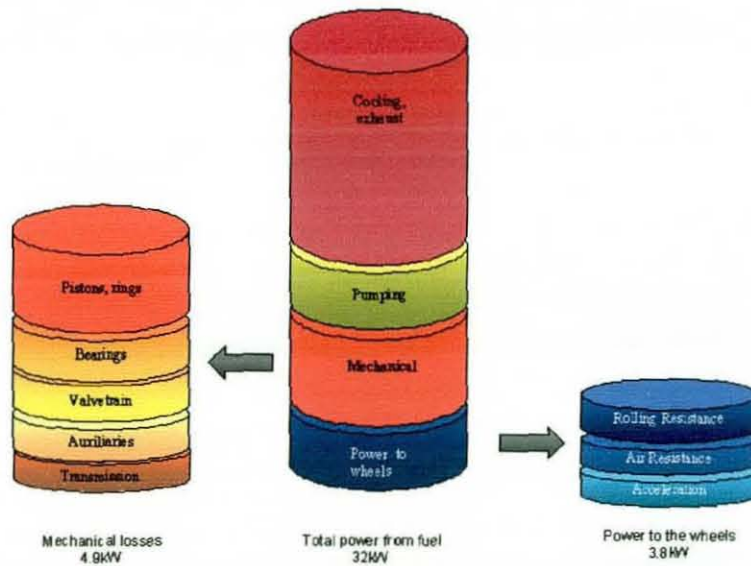 Cooling,
exhaust
Pumping
Mechanical
Power to
wheels
Pistons, rings
Bearings
Valvetrain
Auxiliaries
Transmission
Rolling Resistance
Air Resistance
Acceleration
Mechanical losses
4.9kW
Total power from fuel
32kW
Power to the wheels
3.8kW